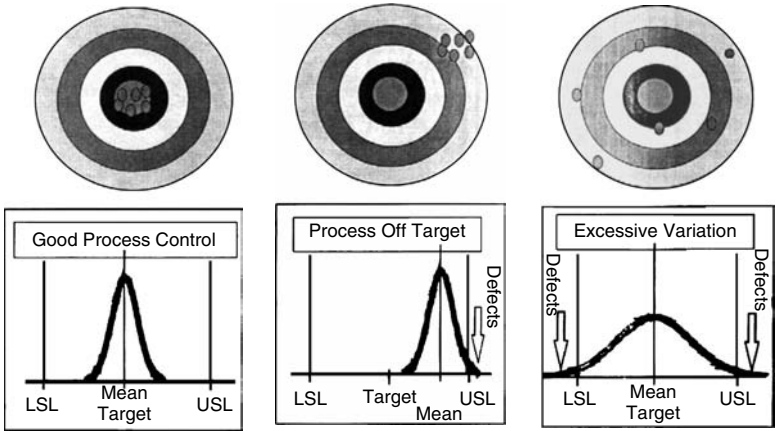 Good Process Control
LSL
Mean
Target
USL
Process Off Target
Defects
LSL
Target
Mean
USL
Excessive Variation
Defects
Defects
LSL
Mean
Target
USL